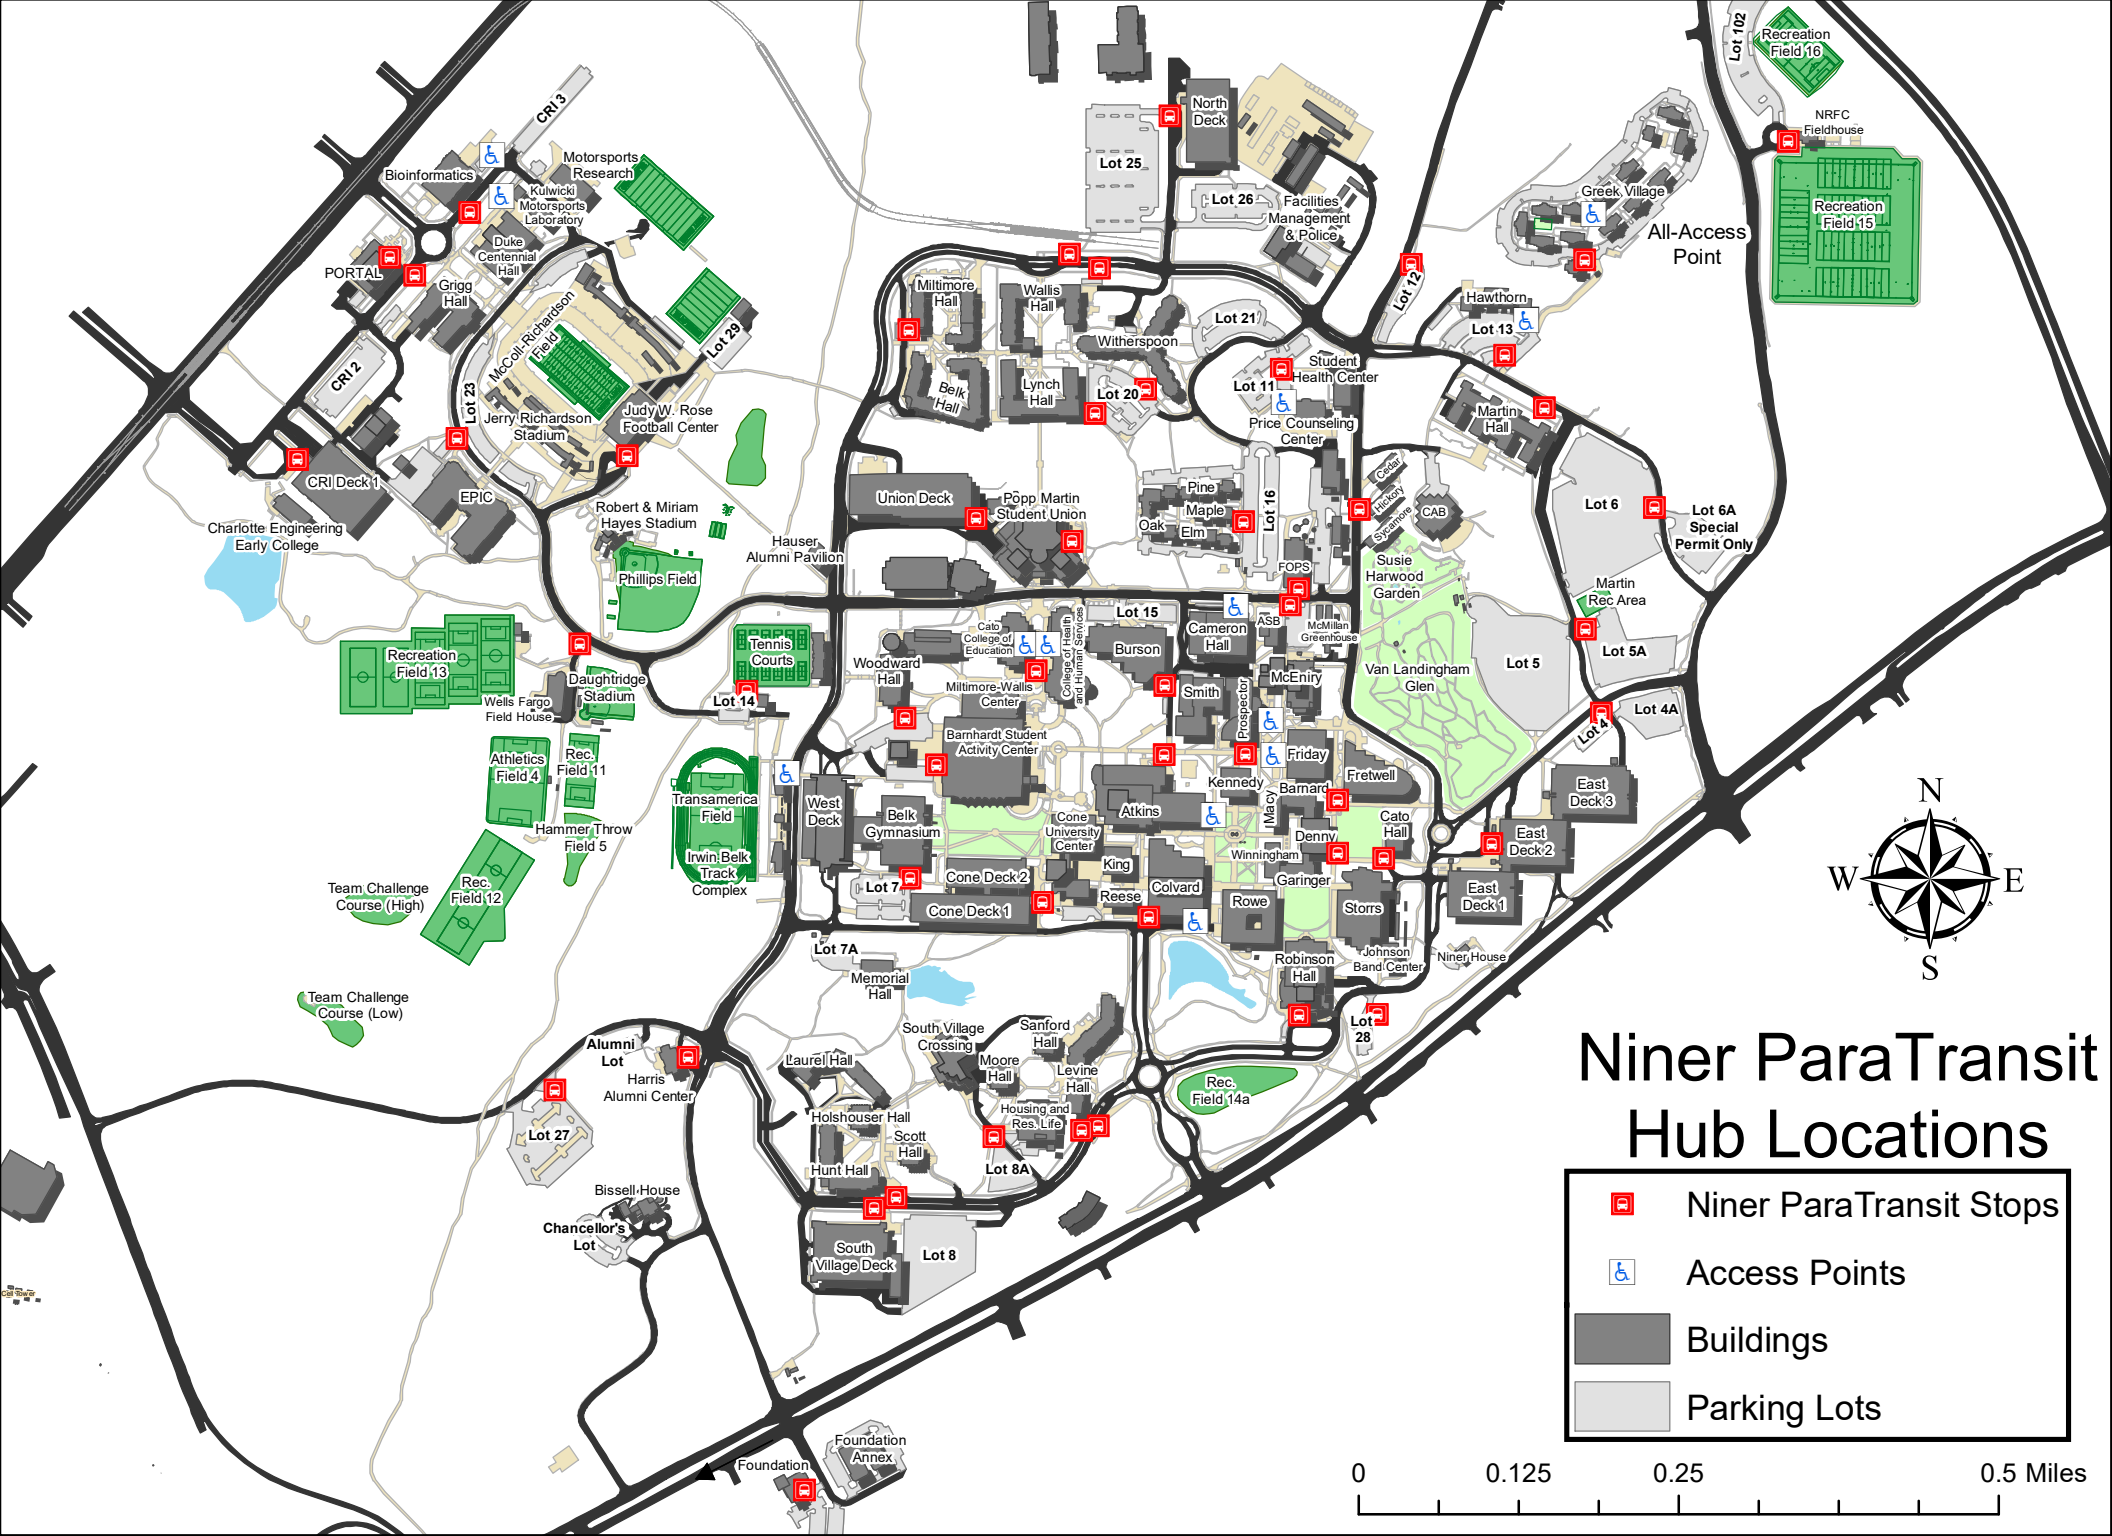 Lot 102
Recreation
Field 16
CRI 3
North
Deck
NRFC
Fieldhouse
Bioinformatics
Motorsports
Research
Lot 25
Kulwicki
Motorsports
Laboratory
Lot 26
Facilities
Management
& Police
Greek Village
Recreation
Field 15
All-Access
Point
Duke
Centennial
Hall
PORTAL
Grigg
Hall
Miltimore
Hall
Wallis
Hall
Lot 12
Hawthorn
Lot 13
McColl-Richardson
Field
Lot 29
Lot 21
Witherspoon
CRI 2
Lot 23
Belk
Hall
Lynch
Hall
Lot 20
Lot 11
Student
Health Center
Jerry Richardson
Stadium
Judy W. Rose
Football Center
Price Counseling
Center
Martin
Hall
CRI Deck 1
EPIC
Union Deck
Popp Martin
Student Union
Pine
Maple
Oak
Elm
Lot 16
Cedar
Hickory
Sycamore
CAB
Lot 6
Lot 6A
Special
Permit Only
Robert & Miriam
Hayes Stadium
Charlotte Engineering
Early College
Hauser
Alumni Pavilion
Phillips Field
FOPS
Susie
Harwood
Garden
Martin
Rec Area
Lot 15
Cato
College of
Education
College of Health
and Human Services
Cameron
Hall
ASB
McMillan
Greenhouse
Burson
Recreation
Field 13
Tennis
Courts
Woodward
Hall
Lot 5
Lot 5A
Van Landingham
Glen
Daughtridge
Stadium
Wells Fargo
Field House
Lot 14
Miltimore-Wallis
Center
Smith
Prospector
McEniry
Lot 4A
Lot 4
Barnhardt Student
Activity Center
Athletics
Field 4
Rec.
Field 11
Friday
Fretwell
Kennedy
Barnard
Macy
East
Deck 3
Transamerica
Field
West
Deck
Belk
Gymnasium
Cone
University
Center
Atkins
Denny
Cato
Hall
East
Deck 2
N
W
E
S
Hammer Throw
Field 5
Irwin Belk
Track
Complex
Winningham
King
Garinger
Cone Deck 2
Lot 7
Team Challenge
Course (High)
Rec.
Field 12
Cone Deck 1
Reese
Colvard
Rowe
Storrs
East
Deck 1
Lot 7A
Memorial
Hall
Robinson
Hall
Johnson
Band Center
Niner House
Team Challenge
Course (Low)
Lot
28
Alumni
Lot
Harris
Alumni Center
Laurel Hall
South Village
Crossing
Sanford
Hall
Moore
Hall
Levine
Hall
Rec.
Field 14a
Holshouser Hall
Housing and
Res. Life
Lot 27
Scott
Hall
Hunt Hall
Lot 8A
Bissell House
Chancellor's
Lot
South
Village Deck
Lot 8
Cell Tower
Foundation
Annex
Foundation
Niner ParaTransit
Hub Locations
Niner ParaTransit Stops
Access Points
Buildings
Parking Lots
0 0.125 0.25 0.5 Miles